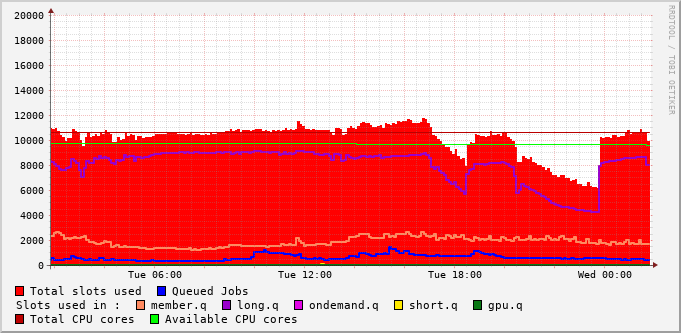 20000
18000
16000
14000
12000
10000
8000
6000
4000
2000
0
Tue 06:00 Tue 12:00 Tue 18:00 Wed 00:00
Total slots used Queued Jobs
Slots used in : member.q long.q ondemand.q short.q gpu.q
Total CPU cores Available CPU cores
RRDTOOL / TOBI OETIKER